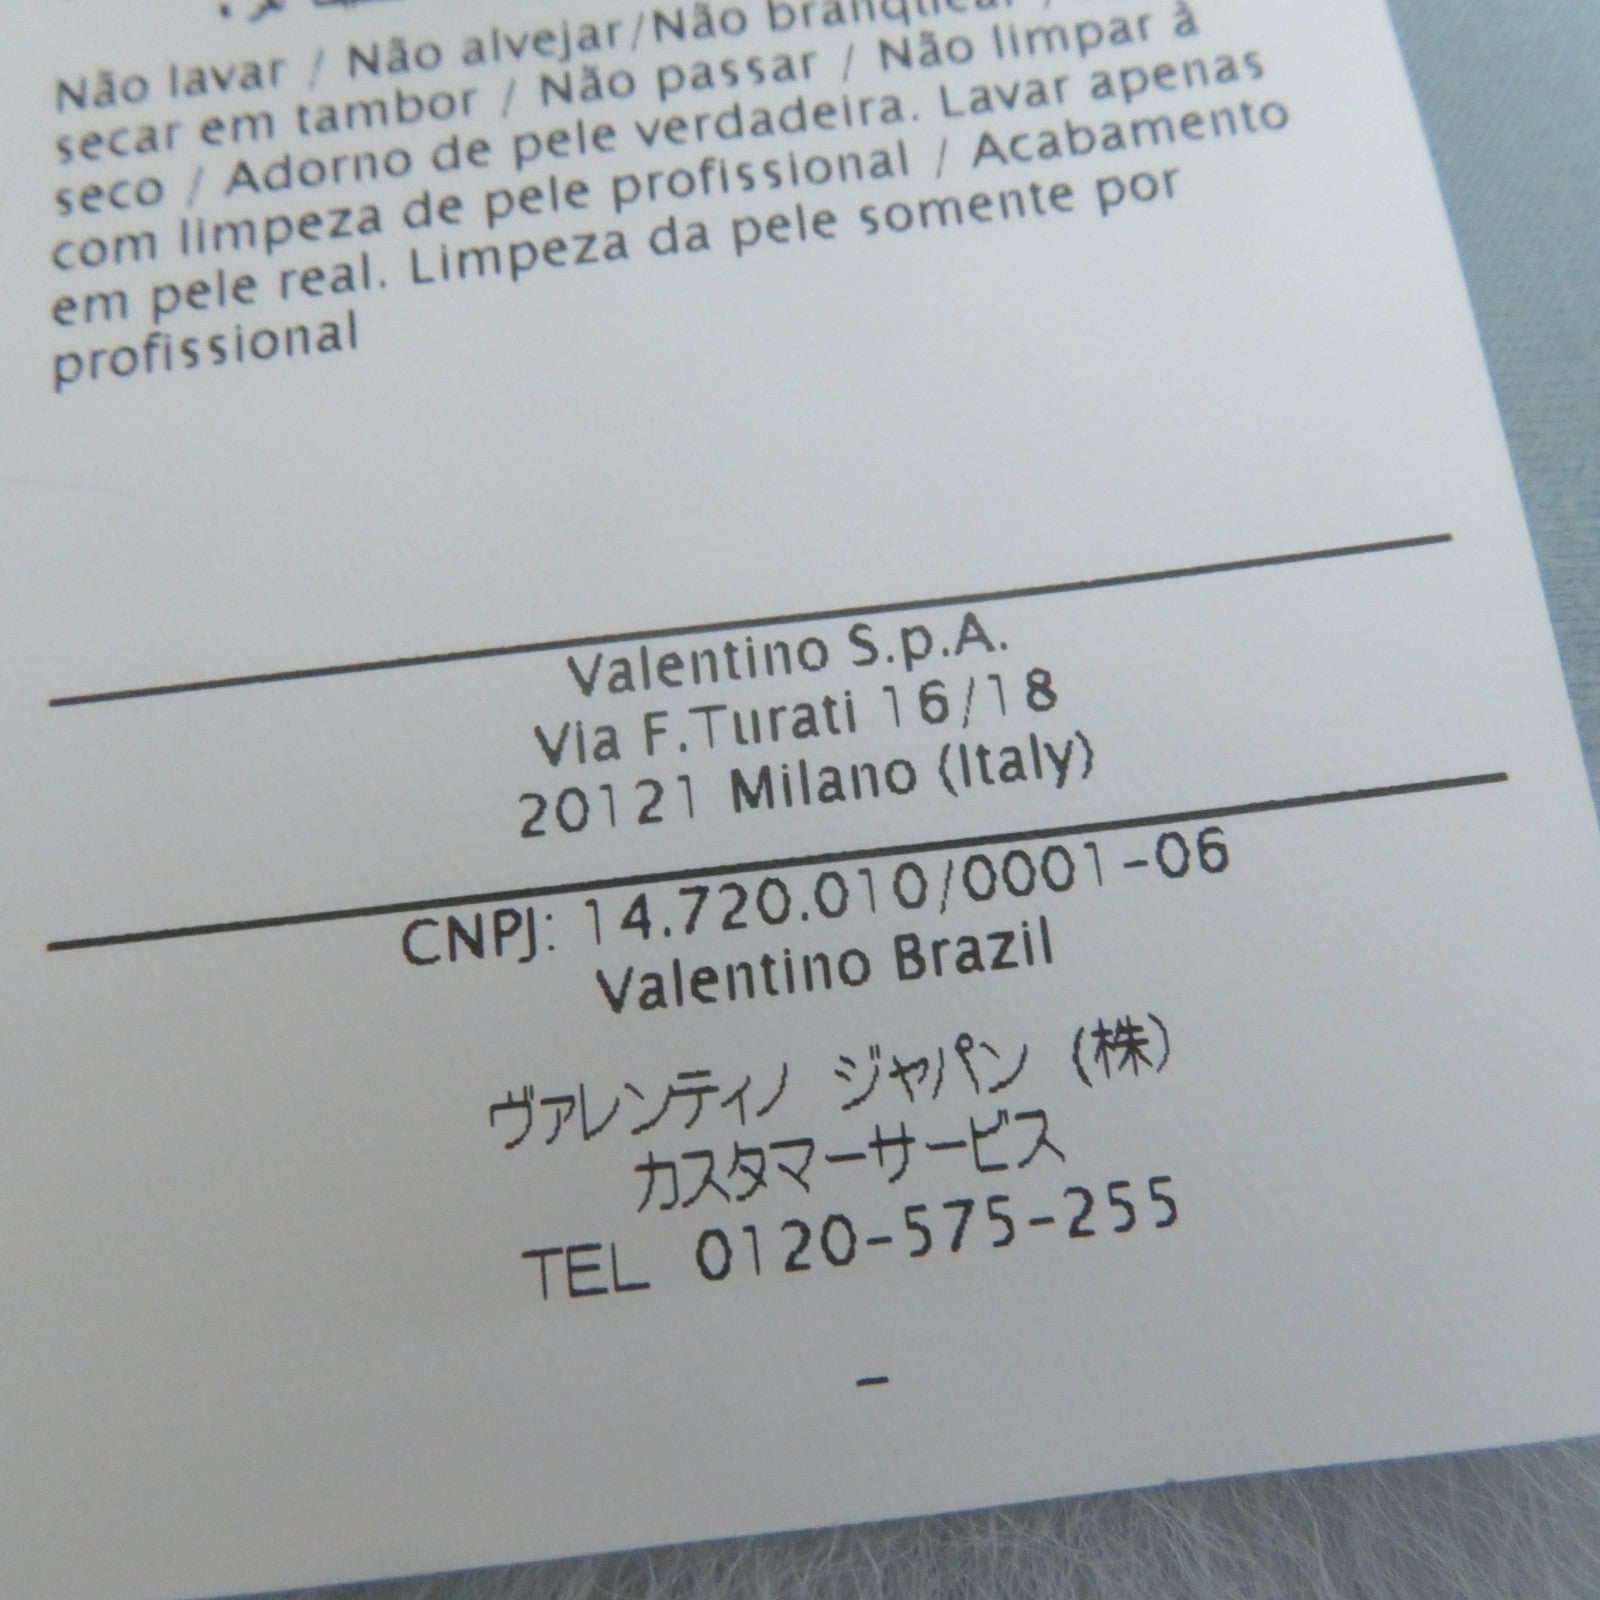 Não lavar / Não alvejar/Não branquear /
secar em tambor / Não passar / Não limpar à
seco / Adorno de pele verdadeira. Lavar apenas
com limpeza de pele profissional / Acabamento
em pele real. Limpeza da pele somente por
profissional
Valentino S.p.A.
Via F.Turati 16/18
20121 Milano (Italy)
CNPJ: 14.720.010/0001-06
Valentino Brazil
ヴァレンティノ ジャパン (株)
カスタマーサービス
TEL 0120-575-255
-